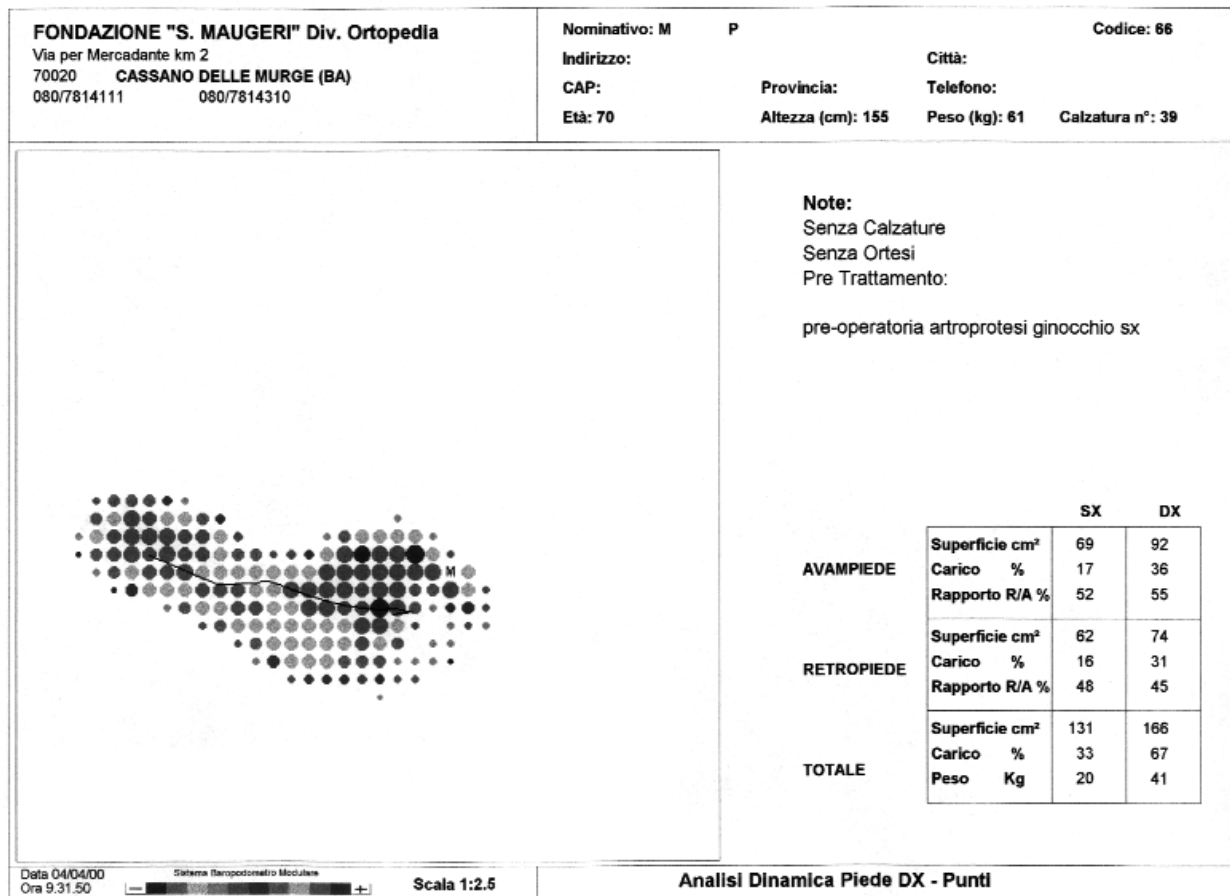 FONDAZIONE "S. MAUGERI" Div. Ortopedia
Via per Mercadante km 2
70020 CASSANO DELLE MURGE (BA)
080/7814111 080/7814310
Nominativo: M P Codice: 66
Indirizzo: Città:
CAP: Provincia: Telefono:
Età: 70 Altezza (cm): 155 Peso (kg): 61 Calzatura n°: 39
Note:
Senza Calzature
Senza Ortesi
Pre Trattamento:
pre-operatoria artroprotesi ginocchio sx
M
SX DX
AVAMPIEDE
Superficie cm² 69 92
Carico % 17 36
Rapporto R/A % 52 55
RETROPIEDE
Superficie cm² 62 74
Carico % 16 31
Rapporto R/A % 48 45
TOTALE
Superficie cm² 131 166
Carico % 33 67
Peso Kg 20 41
Data 04/04/00
Ora 9.31.50
Sistema Baropodometro Modulare
− +
Scala 1:2.5
Analisi Dinamica Piede DX - Punti